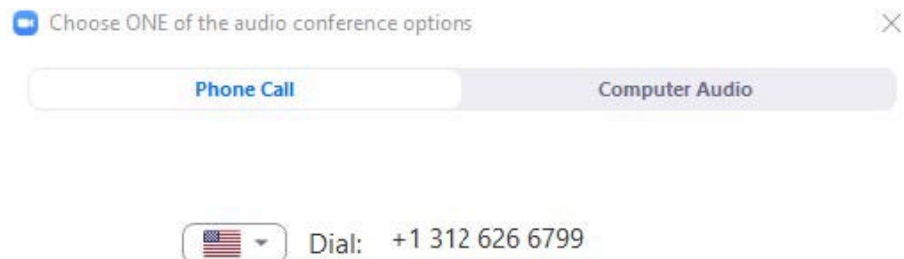 Choose ONE of the audio conference options
Phone Call Computer Audio
Dial: +1 312 626 6799